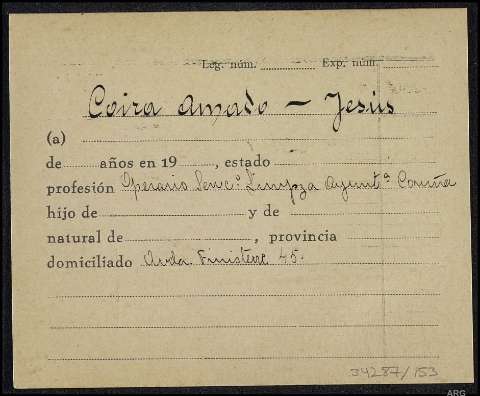 Leg. núm. Exp. núm.
Coira Amado — Jesús
(a)
de años en 19 , estado
profesión Operario Servcº Limpza Ayuntº Coruña
hijo de y de
natural de , provincia
domiciliado Avda Finisterre 45.
34287/153
ARG